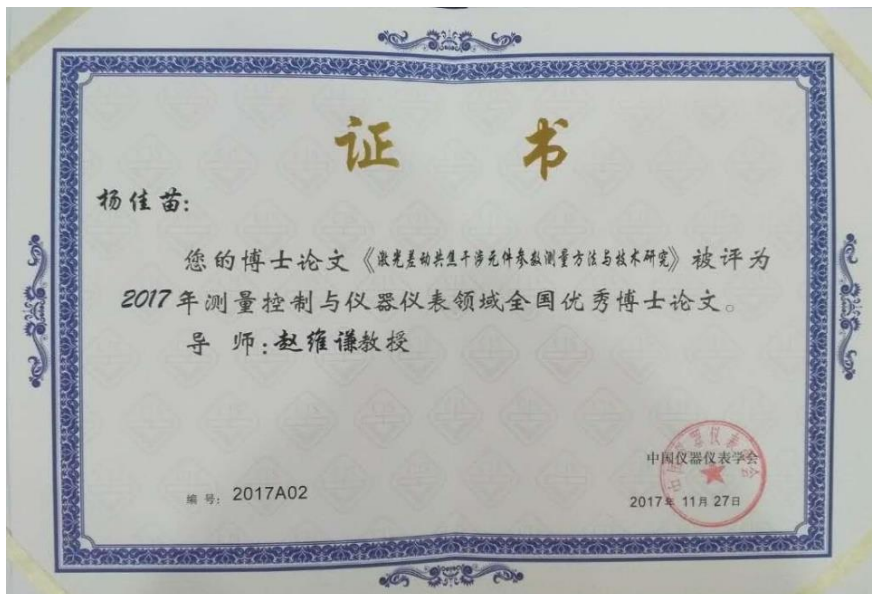 证书
杨佳苗:
您的博士论文《激光差动共焦干涉元件参数测量方法与技术研究》被评为
2017年测量控制与仪器仪表领域全国优秀博士论文。
导 师:赵维谦教授
中国仪器仪表学会
编 号: 2017A02
2017年 11月 27日